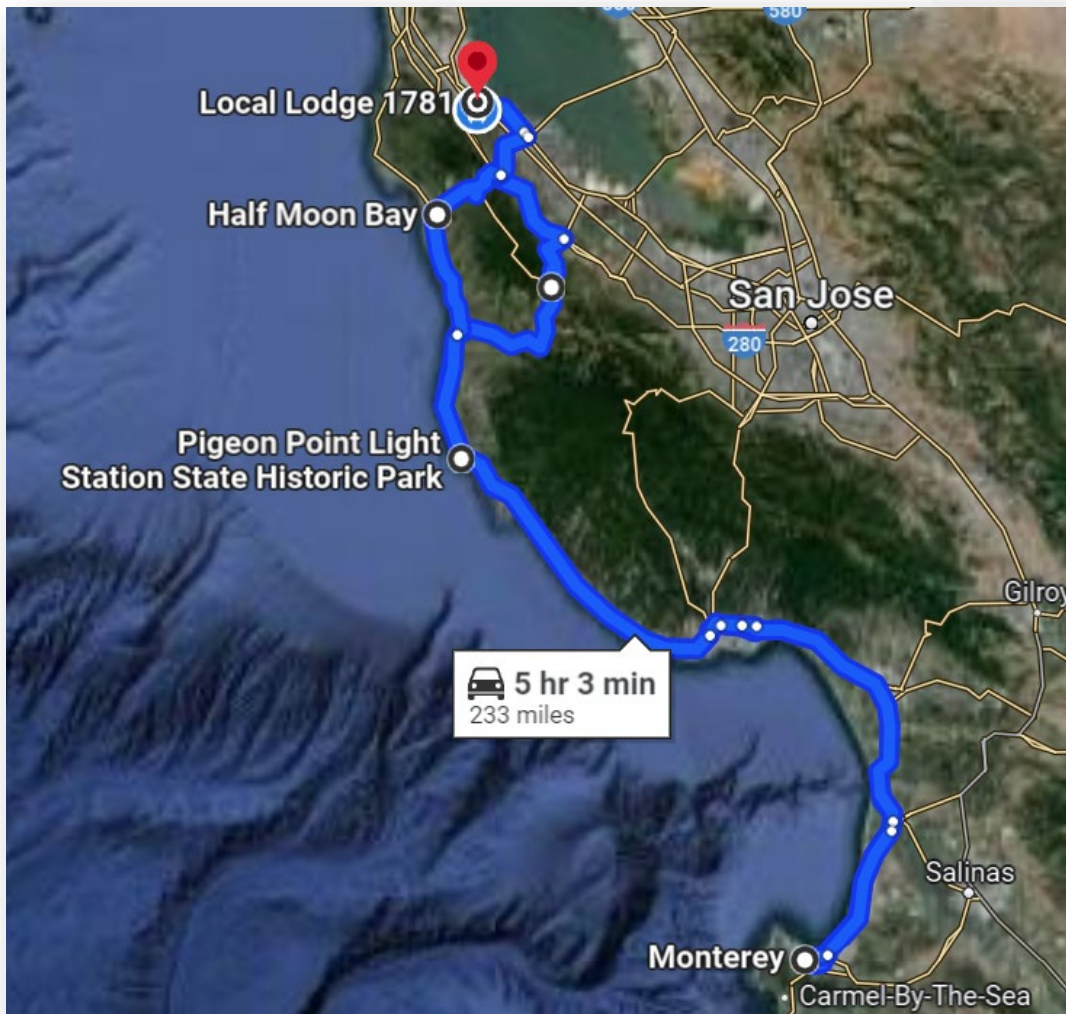 580
Local Lodge 1781
Half Moon Bay
San Jose
280
Pigeon Point Light
Station State Historic Park
Gilroy
5 hr 3 min
233 miles
Salinas
Monterey
Carmel-By-The-Sea